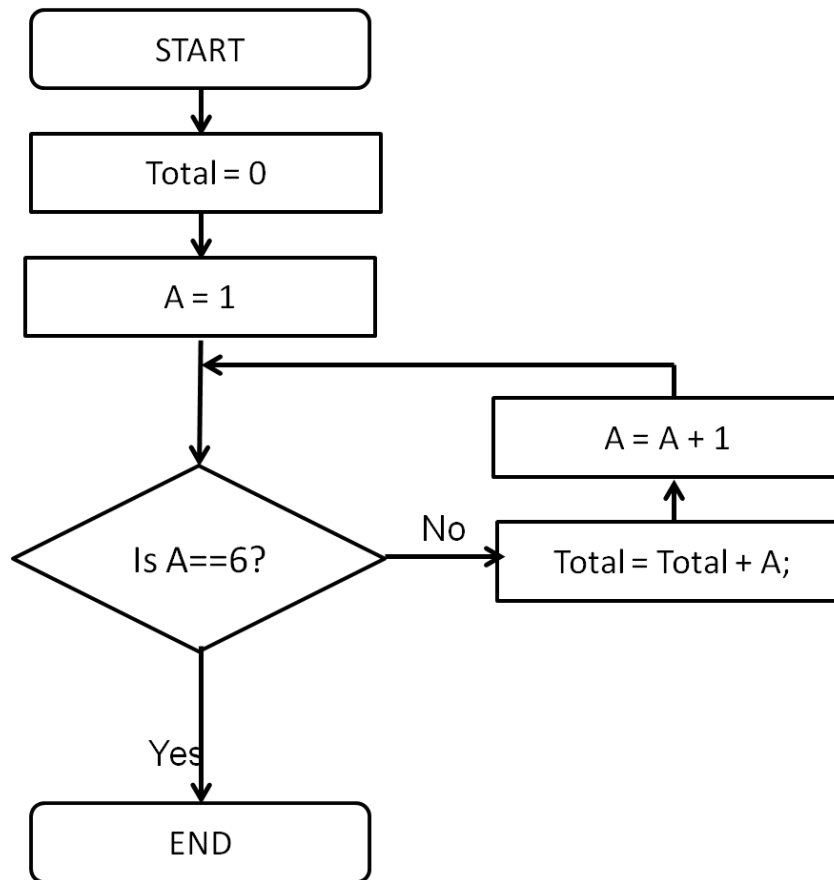 START
Total = 0
A = 1
A = A + 1
Is A==6?
No
Total = Total + A;
Yes
END